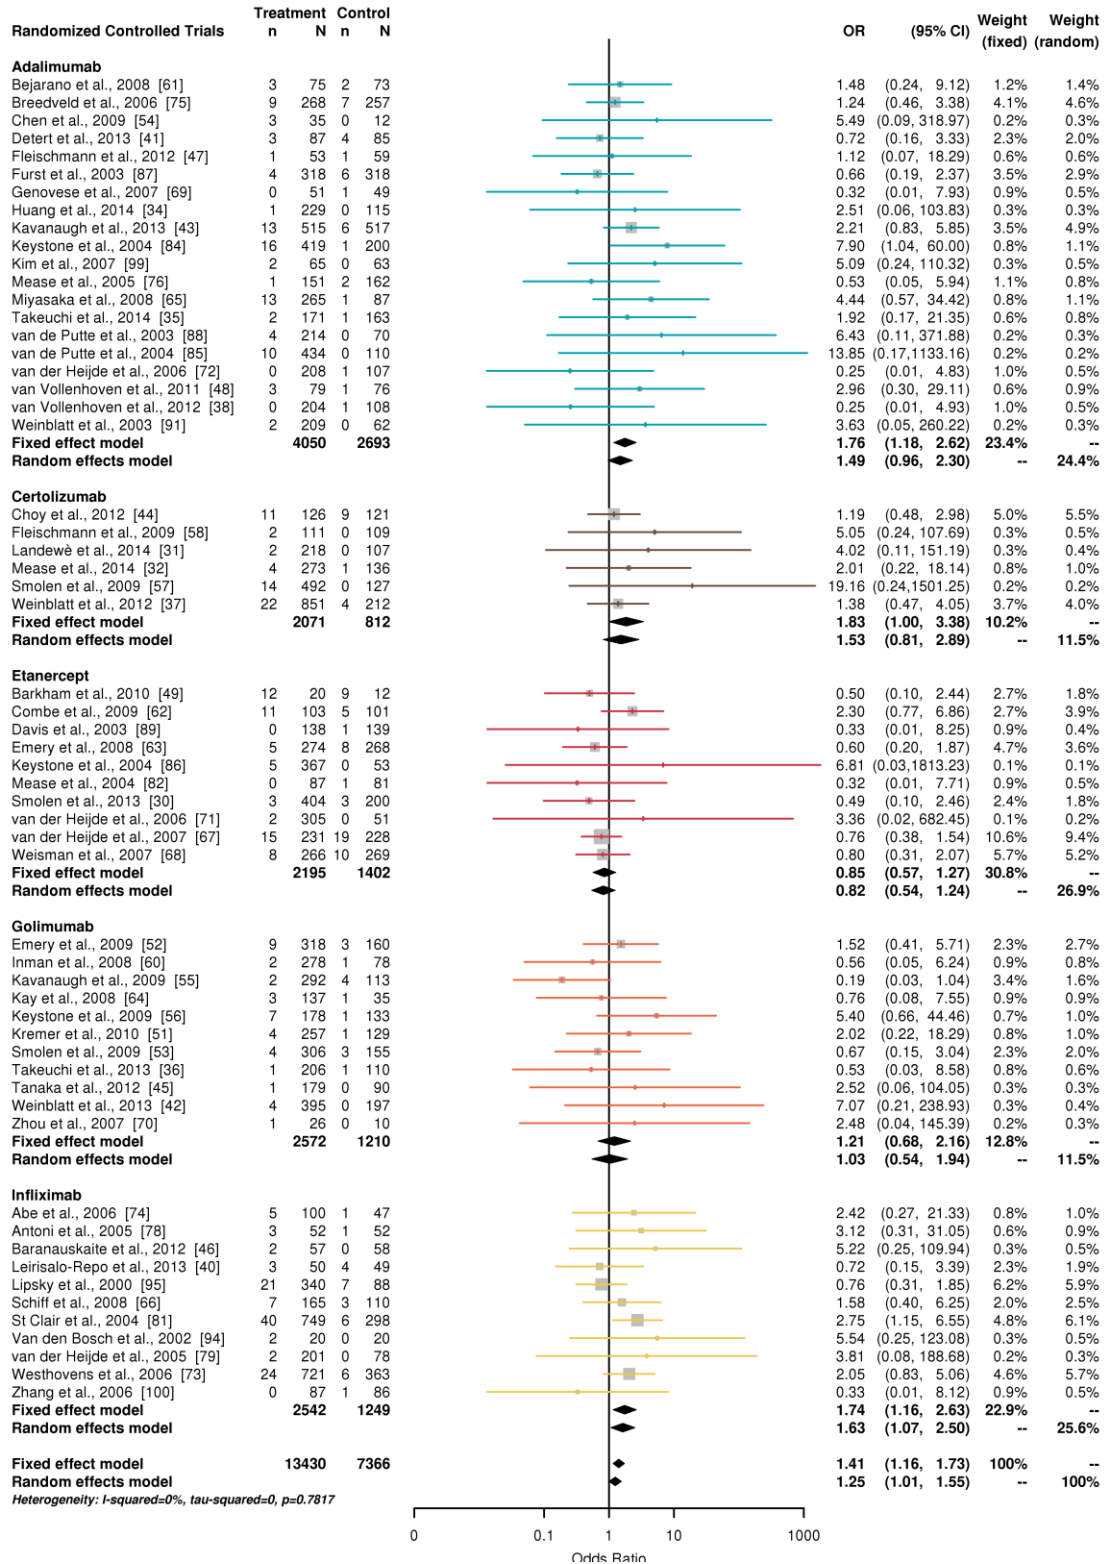 Treatment Control Weight Weight
Randomized Controlled Trials n N n N OR (95% CI) (fixed) (random)
Adalimumab
Bejarano et al., 2008 [61] 3 75 2 73 1.48 (0.24, 9.12) 1.2% 1.4%
Breedveld et al., 2006 [75] 9 268 7 257 1.24 (0.46, 3.38) 4.1% 4.6%
Chen et al., 2009 [54] 3 35 0 12 5.49 (0.09, 318.97) 0.2% 0.3%
Detert et al., 2013 [41] 3 87 4 85 0.72 (0.16, 3.33) 2.3% 2.0%
Fleischmann et al., 2012 [47] 1 53 1 59 1.12 (0.07, 18.29) 0.6% 0.6%
Furst et al., 2003 [87] 4 318 6 318 0.66 (0.19, 2.37) 3.5% 2.9%
Genovese et al., 2007 [69] 0 51 1 49 0.32 (0.01, 7.93) 0.9% 0.5%
Huang et al., 2014 [34] 1 229 0 115 2.51 (0.06, 103.83) 0.3% 0.3%
Kavanaugh et al., 2013 [43] 13 515 6 517 2.21 (0.83, 5.85) 3.5% 4.9%
Keystone et al., 2004 [84] 16 419 1 200 7.90 (1.04, 60.00) 0.8% 1.1%
Kim et al., 2007 [99] 2 65 0 63 5.09 (0.24, 110.32) 0.3% 0.5%
Mease et al., 2005 [76] 1 151 2 162 0.53 (0.05, 5.94) 1.1% 0.8%
Miyasaka et al., 2008 [65] 13 265 1 87 4.44 (0.57, 34.42) 0.8% 1.1%
Takeuchi et al., 2014 [35] 2 171 1 163 1.92 (0.17, 21.35) 0.6% 0.8%
van de Putte et al., 2003 [88] 4 214 0 70 6.43 (0.11, 371.88) 0.2% 0.3%
van de Putte et al., 2004 [85] 10 434 0 110 13.85 (0.17,1133.16) 0.2% 0.2%
van der Heijde et al., 2006 [72] 0 208 1 107 0.25 (0.01, 4.83) 1.0% 0.5%
van Vollenhoven et al., 2011 [48] 3 79 1 76 2.96 (0.30, 29.11) 0.6% 0.9%
van Vollenhoven et al., 2012 [38] 0 204 1 108 0.25 (0.01, 4.93) 1.0% 0.5%
Weinblatt et al., 2003 [91] 2 209 0 62 3.63 (0.05, 260.22) 0.2% 0.3%
Fixed effect model 4050 2693 1.76 (1.18, 2.62) 23.4% --
Random effects model 1.49 (0.96, 2.30) -- 24.4%
Certolizumab
Choy et al., 2012 [44] 11 126 9 121 1.19 (0.48, 2.98) 5.0% 5.5%
Fleischmann et al., 2009 [58] 2 111 0 109 5.05 (0.24, 107.69) 0.3% 0.5%
Landewè et al., 2014 [31] 2 218 0 107 4.02 (0.11, 151.19) 0.3% 0.4%
Mease et al., 2014 [32] 4 273 1 136 2.01 (0.22, 18.14) 0.8% 1.0%
Smolen et al., 2009 [57] 14 492 0 127 19.16 (0.24,1501.25) 0.2% 0.2%
Weinblatt et al., 2012 [37] 22 851 4 212 1.38 (0.47, 4.05) 3.7% 4.0%
Fixed effect model 2071 812 1.83 (1.00, 3.38) 10.2% --
Random effects model 1.53 (0.81, 2.89) -- 11.5%
Etanercept
Barkham et al., 2010 [49] 12 20 9 12 0.50 (0.10, 2.44) 2.7% 1.8%
Combe et al., 2009 [62] 11 103 5 101 2.30 (0.77, 6.86) 2.7% 3.9%
Davis et al., 2003 [89] 0 138 1 139 0.33 (0.01, 8.25) 0.9% 0.4%
Emery et al., 2008 [63] 5 274 8 268 0.60 (0.20, 1.87) 4.7% 3.6%
Keystone et al., 2004 [86] 5 367 0 53 6.81 (0.03,1813.23) 0.1% 0.1%
Mease et al., 2004 [82] 0 87 1 81 0.32 (0.01, 7.71) 0.9% 0.5%
Smolen et al., 2013 [30] 3 404 3 200 0.49 (0.10, 2.46) 2.4% 1.8%
van der Heijde et al., 2006 [71] 2 305 0 51 3.36 (0.02, 682.45) 0.1% 0.2%
van der Heijde et al., 2007 [67] 15 231 19 228 0.76 (0.38, 1.54) 10.6% 9.4%
Weisman et al., 2007 [68] 8 266 10 269 0.80 (0.31, 2.07) 5.7% 5.2%
Fixed effect model 2195 1402 0.85 (0.57, 1.27) 30.8% --
Random effects model 0.82 (0.54, 1.24) -- 26.9%
Golimumab
Emery et al., 2009 [52] 9 318 3 160 1.52 (0.41, 5.71) 2.3% 2.7%
Inman et al., 2008 [60] 2 278 1 78 0.56 (0.05, 6.24) 0.9% 0.8%
Kavanaugh et al., 2009 [55] 2 292 4 113 0.19 (0.03, 1.04) 3.4% 1.6%
Kay et al., 2008 [64] 3 137 1 35 0.76 (0.08, 7.55) 0.9% 0.9%
Keystone et al., 2009 [56] 7 178 1 133 5.40 (0.66, 44.46) 0.7% 1.0%
Kremer et al., 2010 [51] 4 257 1 129 2.02 (0.22, 18.29) 0.8% 1.0%
Smolen et al., 2009 [53] 4 306 3 155 0.67 (0.15, 3.04) 2.3% 2.0%
Takeuchi et al., 2013 [36] 1 206 1 110 0.53 (0.03, 8.58) 0.8% 0.6%
Tanaka et al., 2012 [45] 1 179 0 90 2.52 (0.06, 104.05) 0.3% 0.3%
Weinblatt et al., 2013 [42] 4 395 0 197 7.07 (0.21, 238.93) 0.3% 0.4%
Zhou et al., 2007 [70] 1 26 0 10 2.48 (0.04, 145.39) 0.2% 0.3%
Fixed effect model 2572 1210 1.21 (0.68, 2.16) 12.8% --
Random effects model 1.03 (0.54, 1.94) -- 11.5%
Infliximab
Abe et al., 2006 [74] 5 100 1 47 2.42 (0.27, 21.33) 0.8% 1.0%
Antoni et al., 2005 [78] 3 52 1 52 3.12 (0.31, 31.05) 0.6% 0.9%
Baranauskaite et al., 2012 [46] 2 57 0 58 5.22 (0.25, 109.94) 0.3% 0.5%
Leirisalo-Repo et al., 2013 [40] 3 50 4 49 0.72 (0.15, 3.39) 2.3% 1.9%
Lipsky et al., 2000 [95] 21 340 7 88 0.76 (0.31, 1.85) 6.2% 5.9%
Schiff et al., 2008 [66] 7 165 3 110 1.58 (0.40, 6.25) 2.0% 2.5%
St Clair et al., 2004 [81] 40 749 6 298 2.75 (1.15, 6.55) 4.8% 6.1%
Van den Bosch et al., 2002 [94] 2 20 0 20 5.54 (0.25, 123.08) 0.3% 0.5%
van der Heijde et al., 2005 [79] 2 201 0 78 3.81 (0.08, 188.68) 0.2% 0.3%
Westhovens et al., 2006 [73] 24 721 6 363 2.05 (0.83, 5.06) 4.6% 5.7%
Zhang et al., 2006 [100] 0 87 1 86 0.33 (0.01, 8.12) 0.9% 0.5%
Fixed effect model 2542 1249 1.74 (1.16, 2.63) 22.9% --
Random effects model 1.63 (1.07, 2.50) -- 25.6%
Fixed effect model 13430 7366 1.41 (1.16, 1.73) 100% --
Random effects model 1.25 (1.01, 1.55) -- 100%
Heterogeneity: I-squared=0%, tau-squared=0, p=0.7817
0 0.1 1 10 1000
Odds Ratio